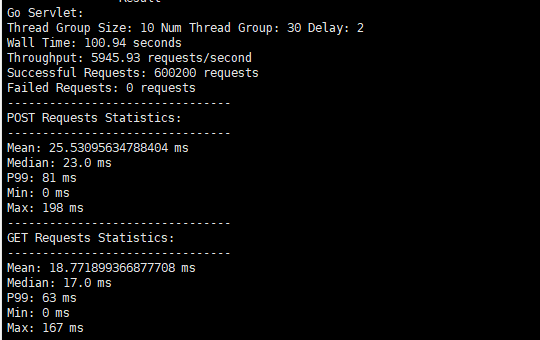 Result
Go Servlet:
Thread Group Size: 10 Num Thread Group: 30 Delay: 2
Wall Time: 100.94 seconds
Throughput: 5945.93 requests/second
Successful Requests: 600200 requests
Failed Requests: 0 requests
--------------------------------
POST Requests Statistics:
--------------------------------
Mean: 25.53095634788404 ms
Median: 23.0 ms
P99: 81 ms
Min: 0 ms
Max: 198 ms
--------------------------------
GET Requests Statistics:
--------------------------------
Mean: 18.771899366877708 ms
Median: 17.0 ms
P99: 63 ms
Min: 0 ms
Max: 167 ms